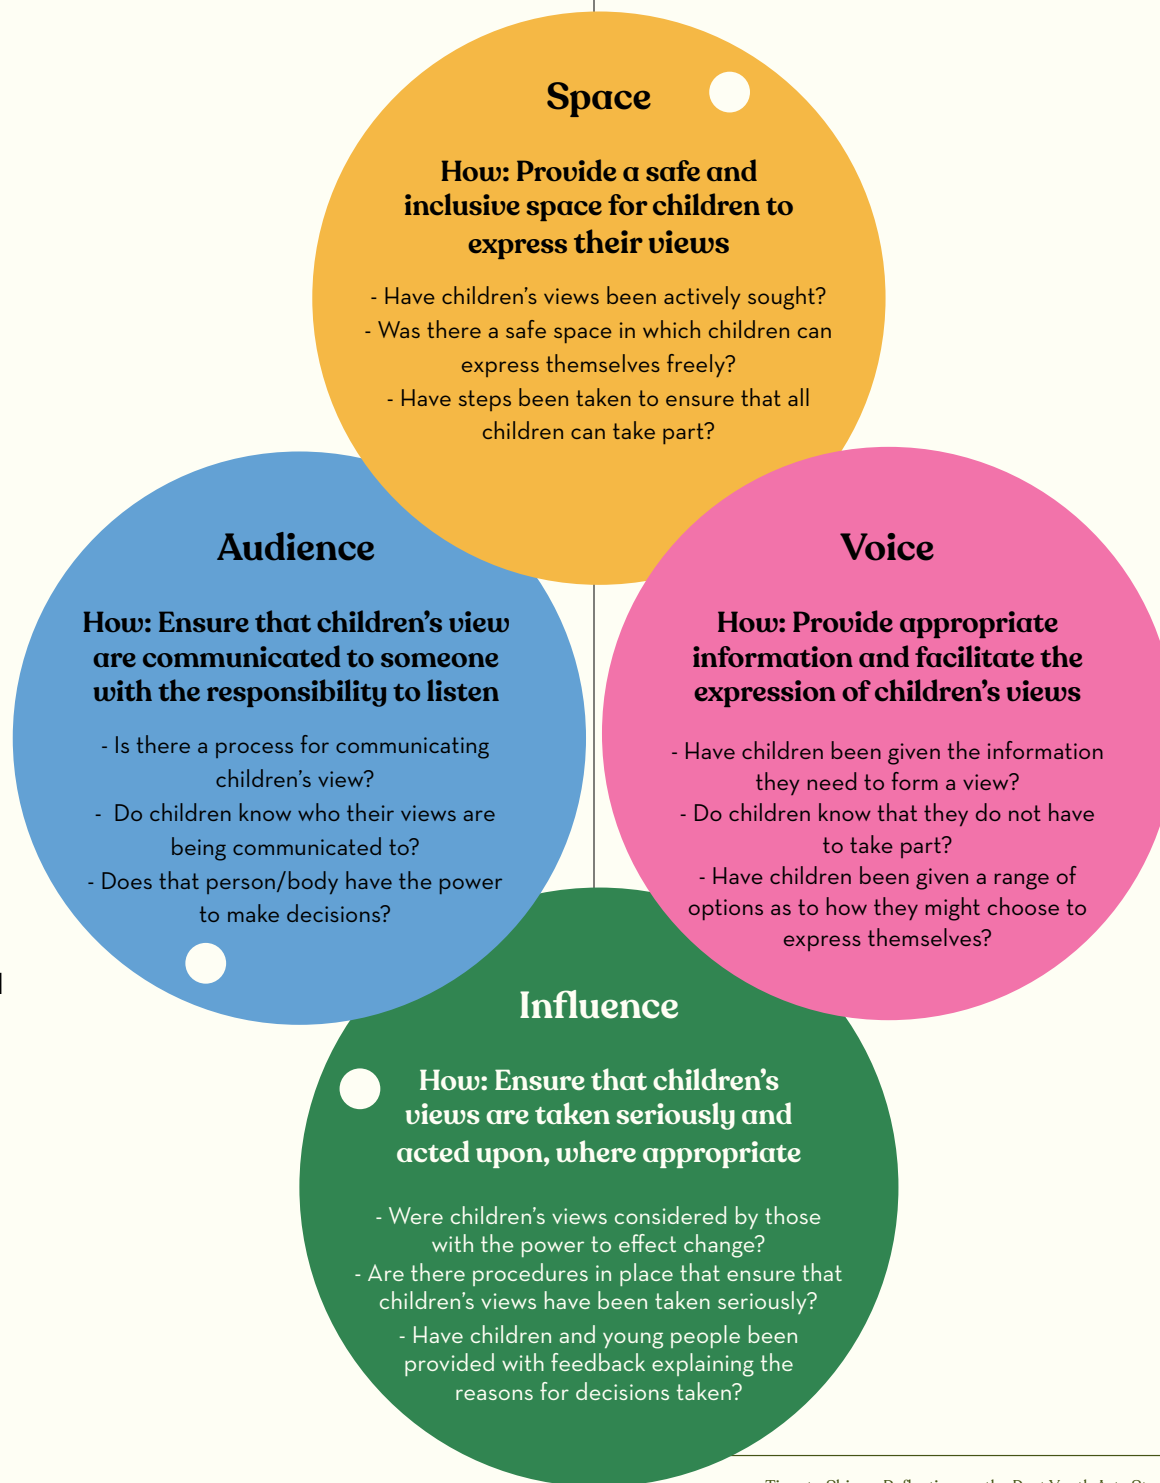 Space
How: Provide a safe and
inclusive space for children to
express their views
- Have children's views been actively sought?
- Was there a safe space in which children can
express themselves freely?
- Have steps been taken to ensure that all
children can take part?
Audience
How: Ensure that children's view
are communicated to someone
with the responsibility to listen
- Is there a process for communicating
children's view?
- Do children know who their views are
being communicated to?
- Does that person/body have the power
to make decisions?
Voice
How: Provide appropriate
information and facilitate the
expression of children's views
- Have children been given the information
they need to form a view?
- Do children know that they do not have
to take part?
- Have children been given a range of
options as to how they might choose to
express themselves?
Influence
How: Ensure that children's
views are taken seriously and
acted upon, where appropriate
- Were children's views considered by those
with the power to effect change?
- Are there procedures in place that ensure that
children's views have been taken seriously?
- Have children and young people been
provided with feedback explaining the
reasons for decisions taken?